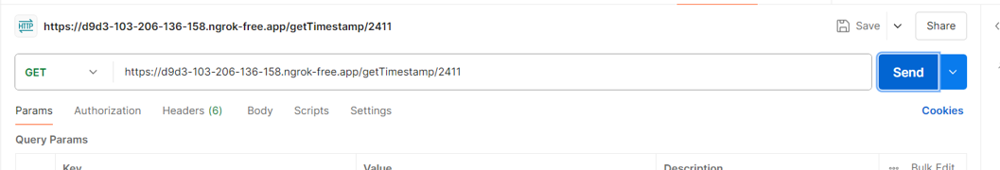 HTTP https://d9d3-103-206-136-158.ngrok-free.app/getTimestamp/2411 Save Share
GET https://d9d3-103-206-136-158.ngrok-free.app/getTimestamp/2411 Send
Params Authorization Headers (6) Body Scripts Settings Cookies
Query Params
Key Value Description Bulk Edit